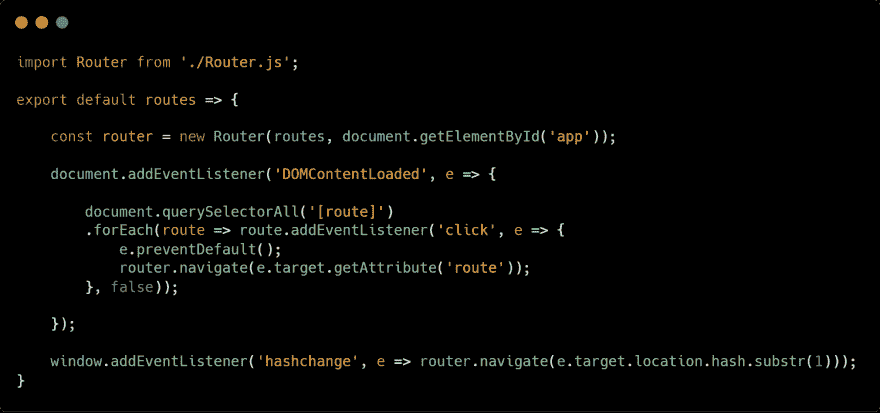 import Router from './Router.js';
export default routes => {
const router = new Router(routes, document.getElementById('app'));
document.addEventListener('DOMContentLoaded', e => {
document.querySelectorAll('[route]')
.forEach(route => route.addEventListener('click', e => {
e.preventDefault();
router.navigate(e.target.getAttribute('route'));
}, false));
});
window.addEventListener('hashchange', e => router.navigate(e.target.location.hash.substr(1)));
}